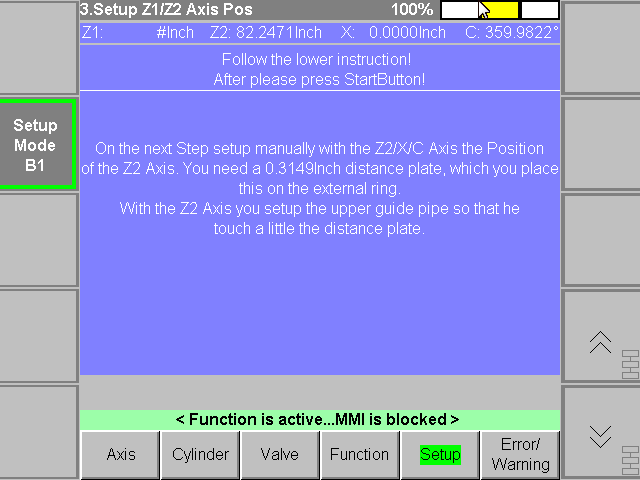 3.Setup Z1/Z2 Axis Pos 100%
Z1: #Inch Z2: 82.2471Inch X: 0.0000Inch C: 359.9822°
Follow the lower instruction!
After please press StartButton!
Setup
Mode
B1
On the next Step setup manually with the Z2/X/C Axis the Position
of the Z2 Axis. You need a 0.3149Inch distance plate, which you place
this on the external ring.
With the Z2 Axis you setup the upper guide pipe so that he
touch a little the distance plate.
< Function is active...MMI is blocked >
Axis Cylinder Valve Function Setup Error/
Warning